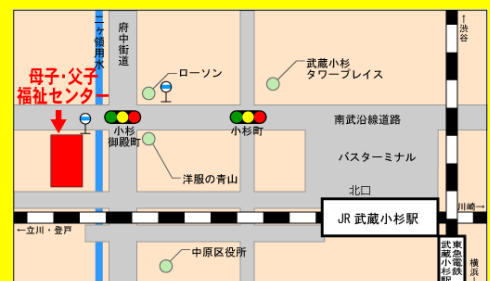 二ヶ領用水
府中街道
↑渋谷
ローソン
武蔵小杉
タワープレイス
母子・父子
福祉センター
小杉
御殿町
小杉町
南武沿線道路
バスターミナル
洋服の青山
北口
川崎→
JR 武蔵小杉駅
←立川・登戸
中原区役所
東急電鉄
武蔵小杉駅
横浜↓